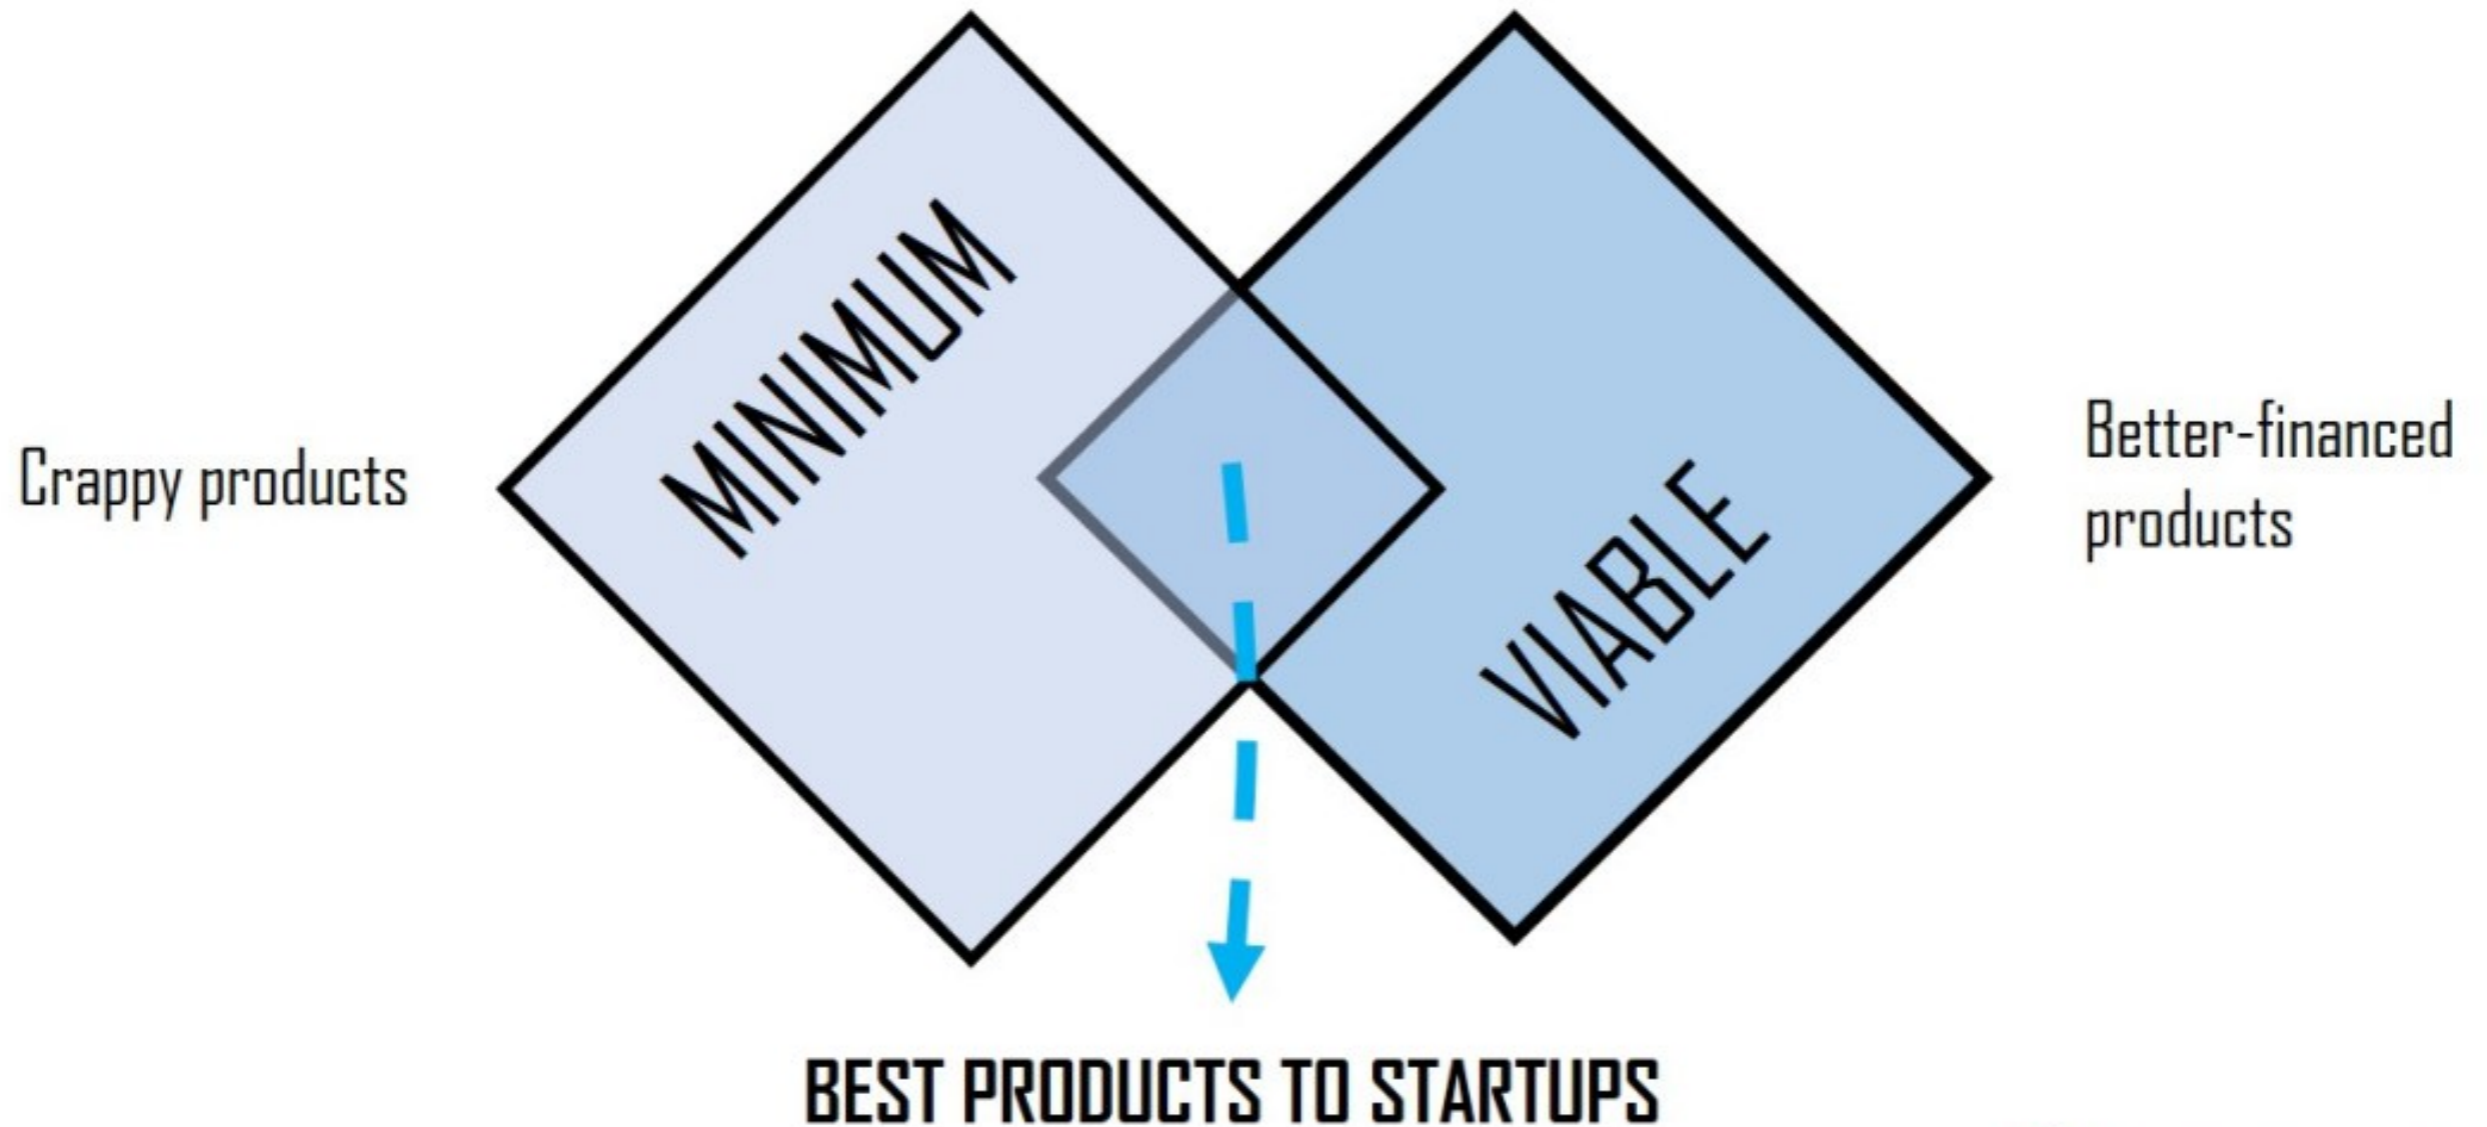 MINIMUM
Crappy products
VIABLE
Better-financed
products
BEST PRODUCTS TO STARTUPS